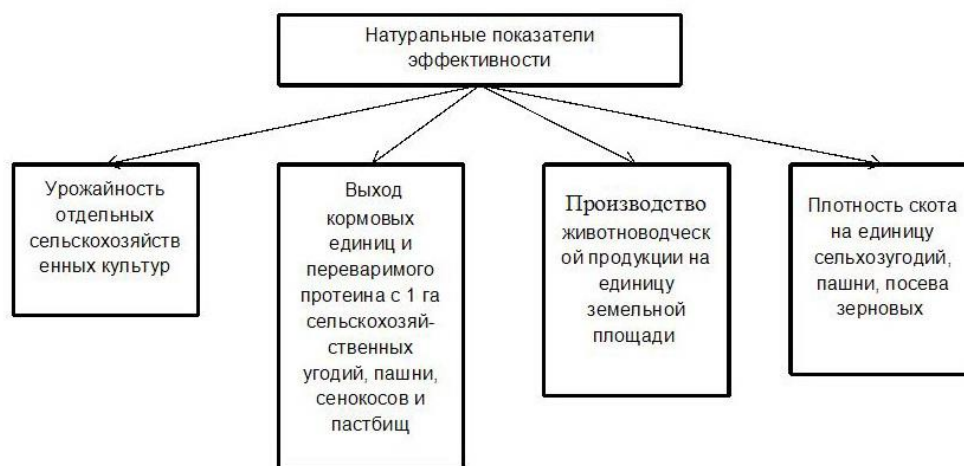 Натуральные показатели
эффективности
Урожайность
отдельных
сельскохозяйств
енных культур
Выход
кормовых
единиц и
переваримого
протеина с 1 га
сельскохозяй-
ственных
угодий, пашни,
сенокосов и
пастбищ
Производство
животноводческ
ой продукции на
единицу
земельной
площади
Плотность скота
на единицу
сельхозугодий,
пашни, посева
зерновых